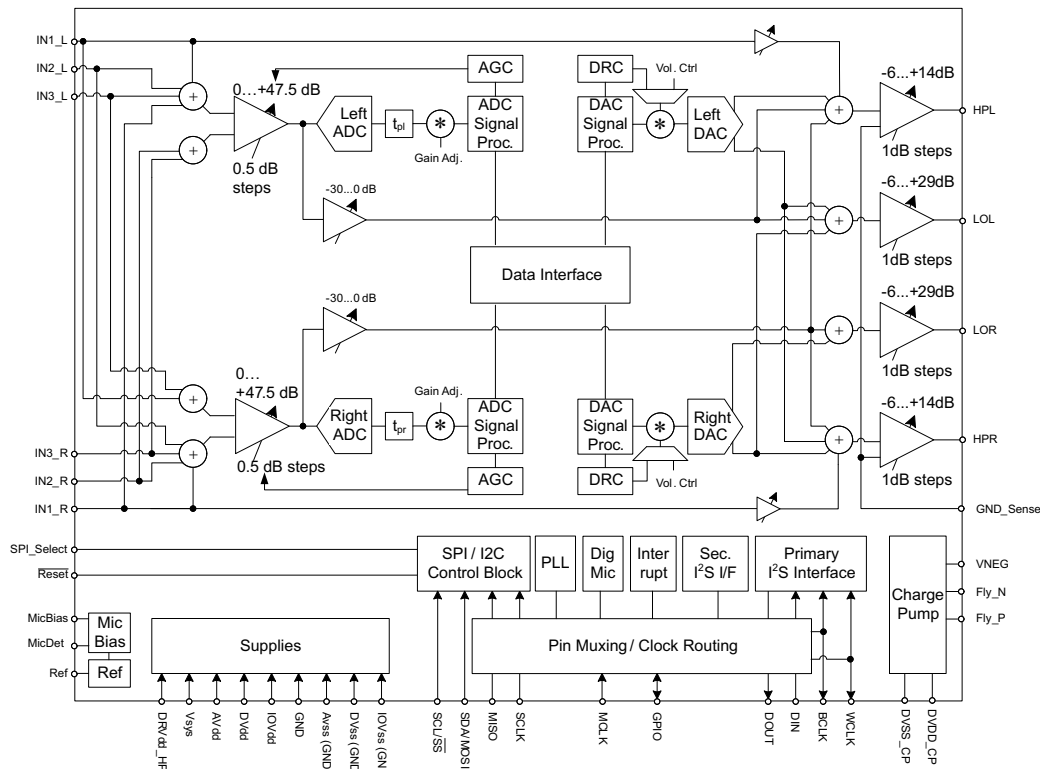 IN1_L
IN2_L
IN3_L
0…+47.5 dB
0.5 dB
steps
Left
ADC
tpl
Gain Adj.
AGC
ADC
Signal
Proc.
DRC
Vol. Ctrl
DAC
Signal
Proc.
Left
DAC
-6...+14dB
1dB steps
HPL
-30...0 dB
-6...+29dB
1dB steps
LOL
Data Interface
-30...0 dB
-6...+29dB
1dB steps
LOR
0…
+47.5 dB
0.5 dB steps
Right
ADC
tpr
Gain Adj.
ADC
Signal
Proc.
AGC
DAC
Signal
Proc.
DRC
Vol. Ctrl
Right
DAC
-6...+14dB
1dB steps
HPR
IN3_R
IN2_R
IN1_R
GND_Sense
SPI_Select
Reset
SPI / I2C
Control Block
PLL
Dig
Mic
Inter
rupt
Sec.
I2S I/F
Primary
I2S Interface
Charge
Pump
VNEG
Fly_N
Fly_P
MicBias
MicDet
Ref
Mic
Bias
Ref
Supplies
Pin Muxing / Clock Routing
DRVdd_HP
Vsys
AVdd
DVdd
IOVdd
GND
Avss (GND
DVss (GND
IOVss (GN
SCL/SS
SDA/MOSI
MISO
SCLK
MCLK
GPIO
DOUT
DIN
BCLK
WCLK
DVSS_CP
DVDD_CP